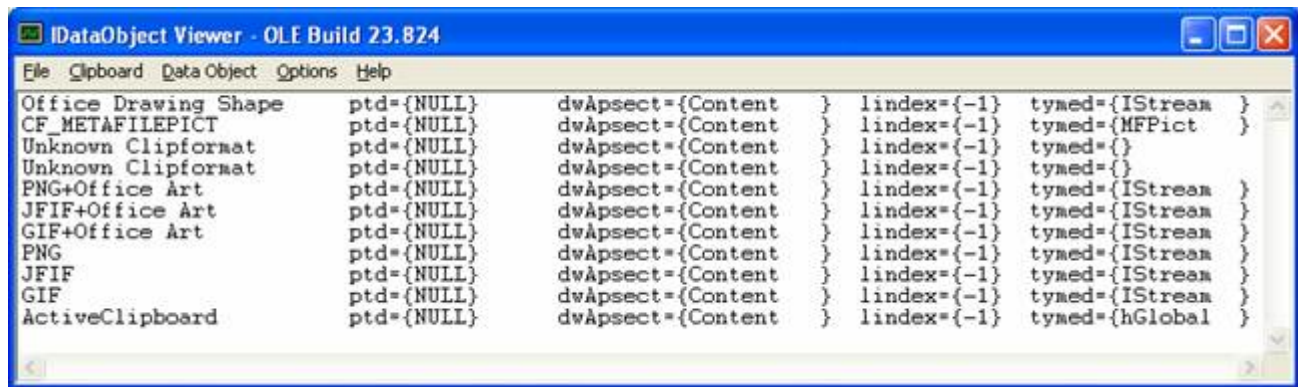 IDataObject Viewer - OLE Build 23.824
File Clipboard Data Object Options Help
Office Drawing Shape ptd={NULL} dwApsect={Content } lindex={-1} tymed={IStream }
CF_METAFILEPICT ptd={NULL} dwApsect={Content } lindex={-1} tymed={MFPict }
Unknown Clipformat ptd={NULL} dwApsect={Content } lindex={-1} tymed={}
Unknown Clipformat ptd={NULL} dwApsect={Content } lindex={-1} tymed={}
PNG+Office Art ptd={NULL} dwApsect={Content } lindex={-1} tymed={IStream }
JFIF+Office Art ptd={NULL} dwApsect={Content } lindex={-1} tymed={IStream }
GIF+Office Art ptd={NULL} dwApsect={Content } lindex={-1} tymed={IStream }
PNG ptd={NULL} dwApsect={Content } lindex={-1} tymed={IStream }
JFIF ptd={NULL} dwApsect={Content } lindex={-1} tymed={IStream }
GIF ptd={NULL} dwApsect={Content } lindex={-1} tymed={IStream }
ActiveClipboard ptd={NULL} dwApsect={Content } lindex={-1} tymed={hGlobal }